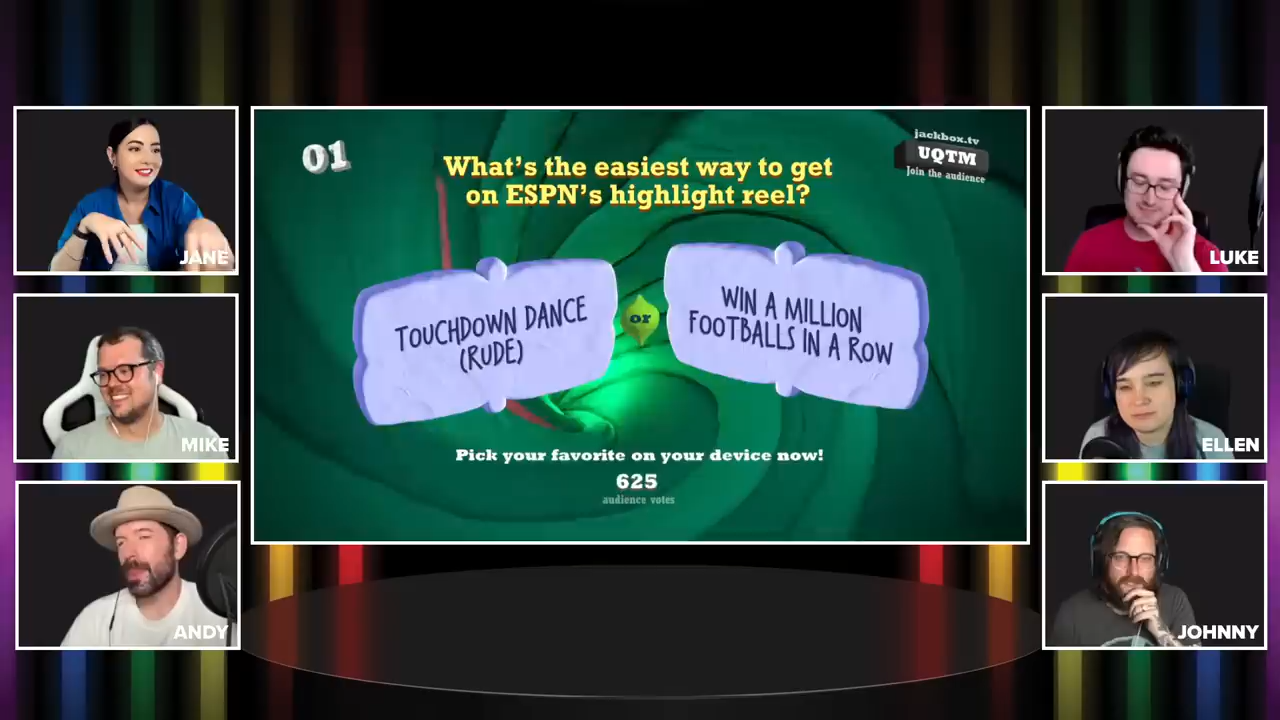 JANE
MIKE
ANDY
01
What's the easiest way to get
on ESPN's highlight reel?
jackbox.tv
UQTM
Join the audience
TOUCHDOWN DANCE
(RUDE)
or
WIN A MILLION
FOOTBALLS IN A ROW
Pick your favorite on your device now!
625
audience votes
LUKE
ELLEN
JOHNNY